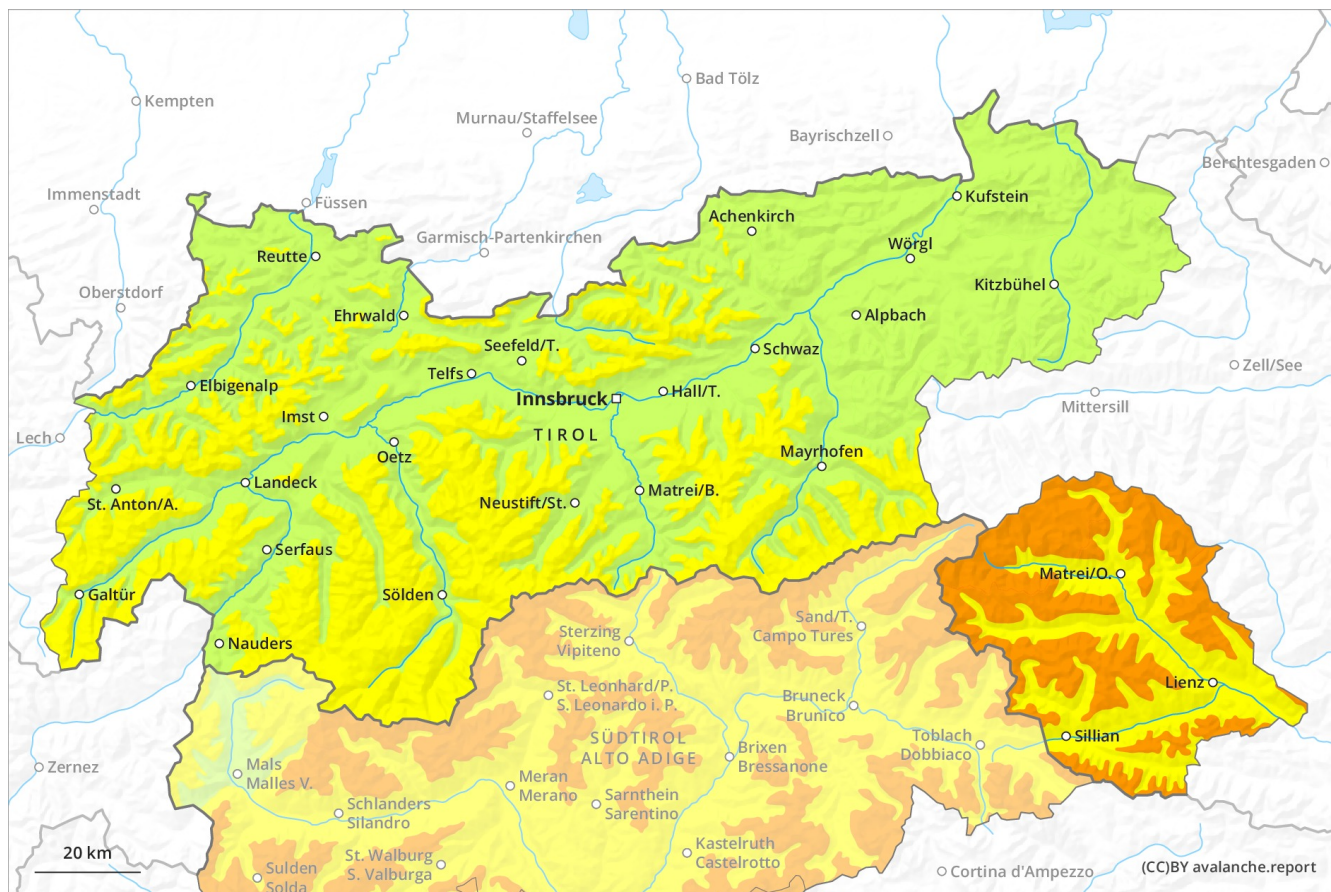 Kempten
Bad Tölz
Murnau/Staffelsee
Bayrischzell
Berchtesgaden
Immenstadt
Füssen
Kufstein
Achenkirch
Garmisch-Partenkirchen
Wörgl
Reutte
Kitzbühel
Oberstdorf
Ehrwald
Alpbach
Seefeld/T.
Schwaz
Zell/See
Telfs
Elbigenalp
Hall/T.
Innsbruck
Mittersill
Imst
TIROL
Lech
Oetz
Mayrhofen
Landeck
Matrei/B.
St. Anton/A.
Neustift/St.
Serfaus
Matrei/O.
Galtür
Sölden
Sand/T.
Campo Tures
Sterzing
Vipiteno
Nauders
Lienz
St. Leonhard/P.
S. Leonardo i. P.
Bruneck
Brunico
Sillian
SÜDTIROL
ALTO ADIGE
Toblach
Dobbiaco
Brixen
Bressanone
Zernez
Mals
Malles V.
Meran
Merano
Sarnthein
Sarentino
Schlanders
Silandro
Kastelruth
Castelrotto
20 km
St. Walburg
S. Valburga
Sulden
Solda
Cortina d'Ampezzo
(CC)BY avalanche.report